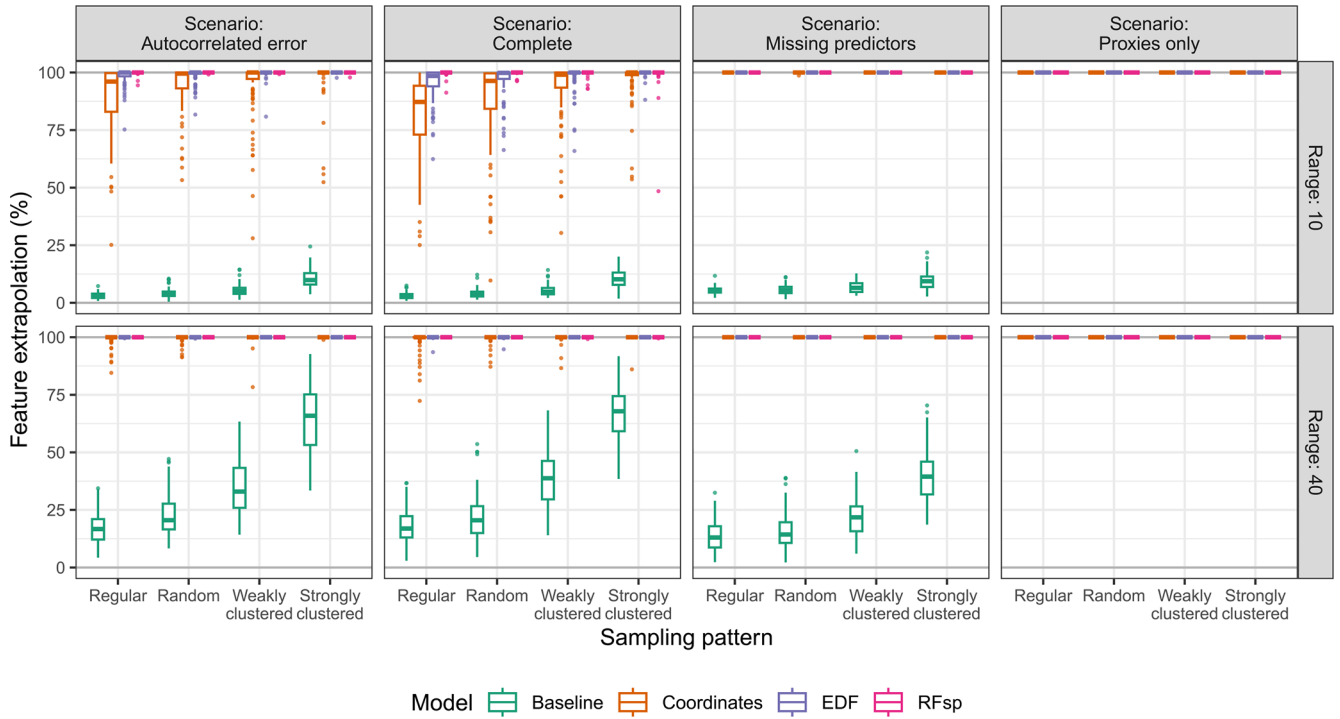 Scenario:
Autocorrelated error
Scenario:
Complete
Scenario:
Missing predictors
Scenario:
Proxies only
Feature extrapolation (%)
100
75
50
25
0
Range: 10
100
75
50
25
0
Range: 40
Regular Random Weakly clustered Strongly clustered
Regular Random Weakly clustered Strongly clustered
Regular Random Weakly clustered Strongly clustered
Regular Random Weakly clustered Strongly clustered
Sampling pattern
Model Baseline Coordinates EDF RFsp